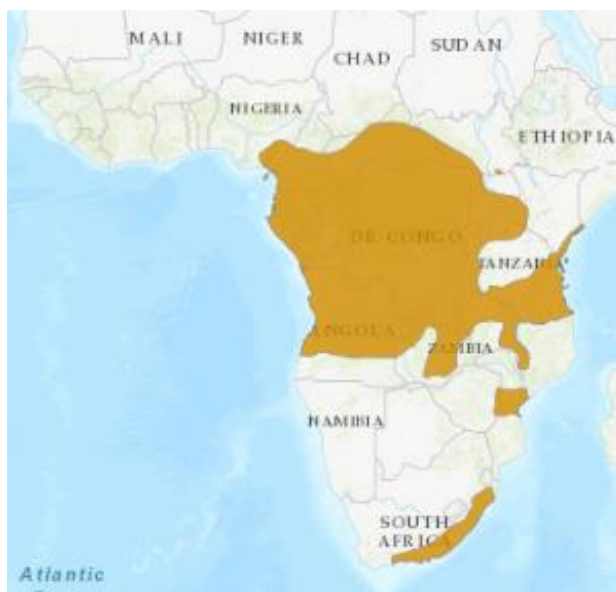 MALI
NIGER
CHAD
SUDAN
NIGERIA
ETHIOPIA
DR CONGO
TANZANIA
ANGOLA
ZAMBIA
NAMIBIA
SOUTH
AFRICA
Atlantic